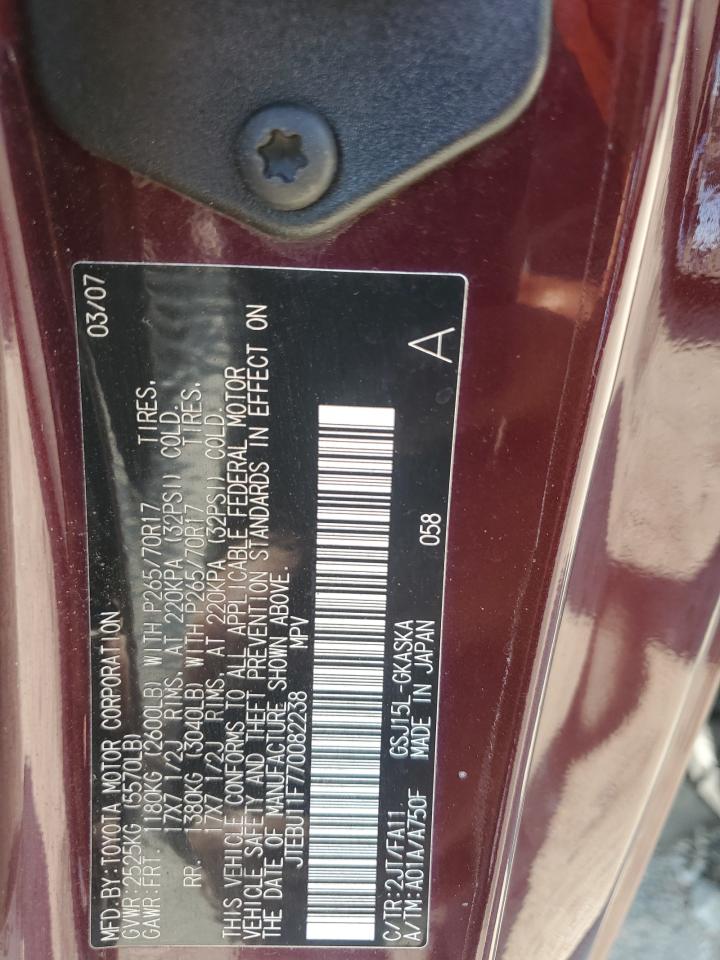 MFD.BY:TOYOTA MOTOR CORPORATION 03/07
GVWR:2525KG (5570LB)
GAWR:FRT. 1180KG (2600LB) WITH P265/70R17 TIRES.
17X7 1/2J RIMS. AT 220KPA (32PSI) COLD.
RR. 1380KG (3040LB) WITH P265/70R17 TIRES.
17X7 1/2J RIMS. AT 220KPA (32PSI) COLD.
THIS VEHICLE CONFORMS TO ALL APPLICABLE FEDERAL MOTOR
VEHICLE SAFETY AND THEFT PREVENTION STANDARDS IN EFFECT ON
THE DATE OF MANUFACTURE SHOWN ABOVE.
JTEBU11F770082238 MPV
C/TR:2JT/FA11 GSJ15L-GKASKA
A/TM:A01A/A750F MADE IN JAPAN 058
A